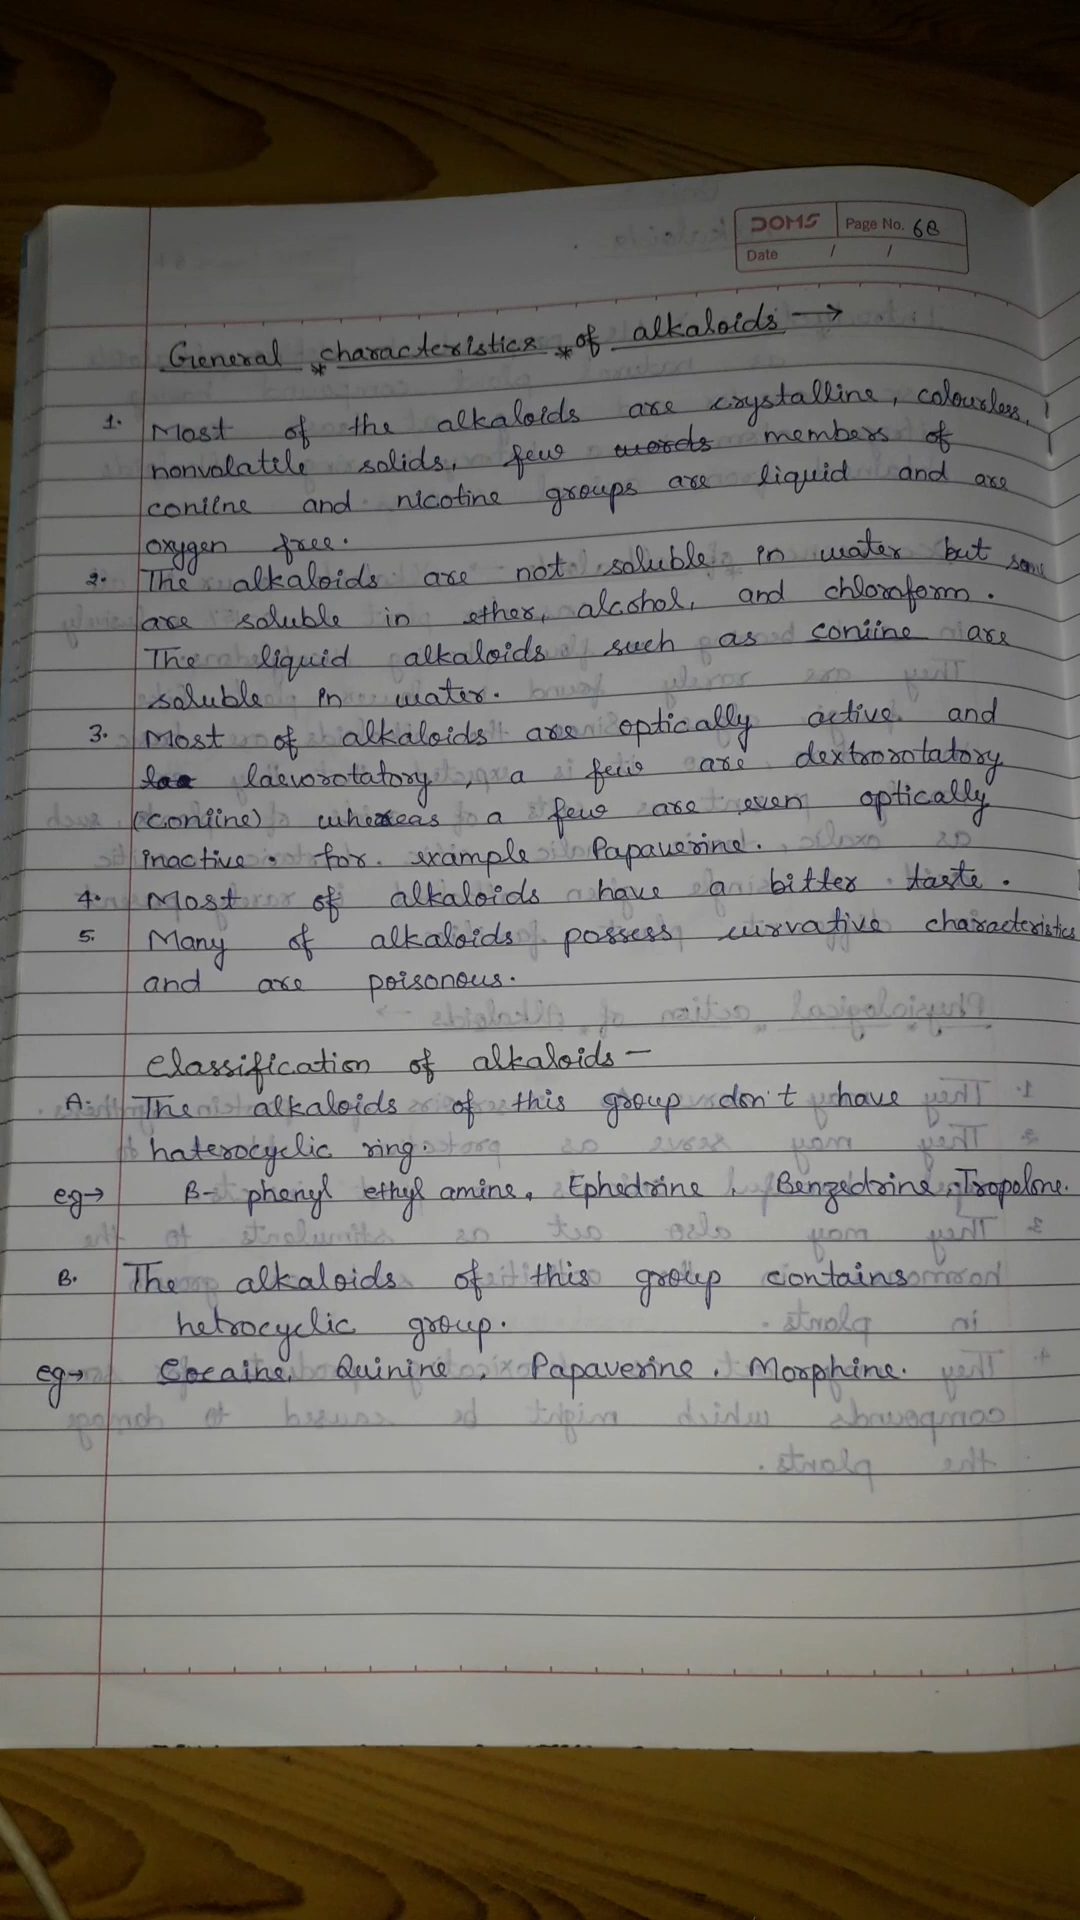 DOMS Page No. 68
Date / /
General *characteristics *of alkaloids →
1. Most of the alkaloids are crystalline, colourless,
nonvolatile solids, few words members of
coniine and nicotine groups are liquid and are
oxygen free.
2. The alkaloids are not soluble in water but some
are soluble in ether, alcohol, and chloroform.
The liquid alkaloids such as coniine are
soluble in water.
3. Most of alkaloids are optically active and
laevorotatory, a few are dextrorotatory
(coniine) whereas a few are even optically
inactive. for example Papaverine.
4. Most of alkaloids have a bitter taste.
5. Many of alkaloids possess curvative characteristics
and are poisonous.
Classification of alkaloids –
A. The alkaloids of this group don't have
haterocyclic ring.
eg→ β- phenyl ethyl amine, Ephedrine, Benzedrine, Tropolone.
B. The alkaloids of this group contains
hetrocyclic group.
eg→ Cocaine, Quinine, Papaverine, Morphine.